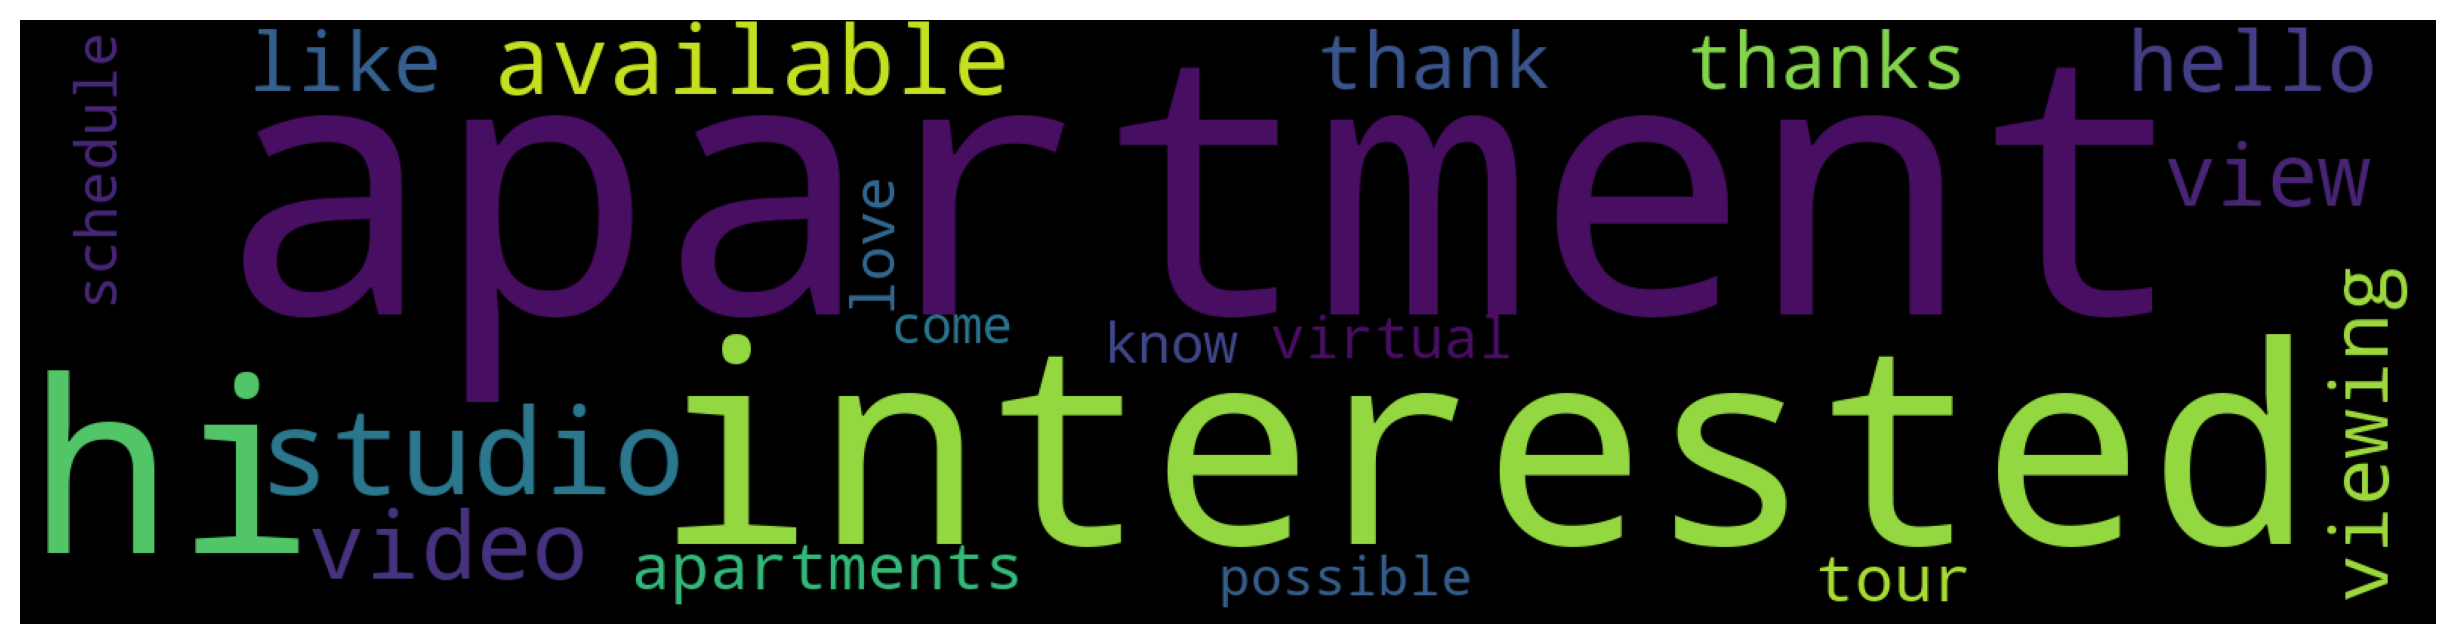 like available thank thanks hello
schedule
apartment
view
love
come know virtual
hi studio interested
viewing
video apartments possible tour